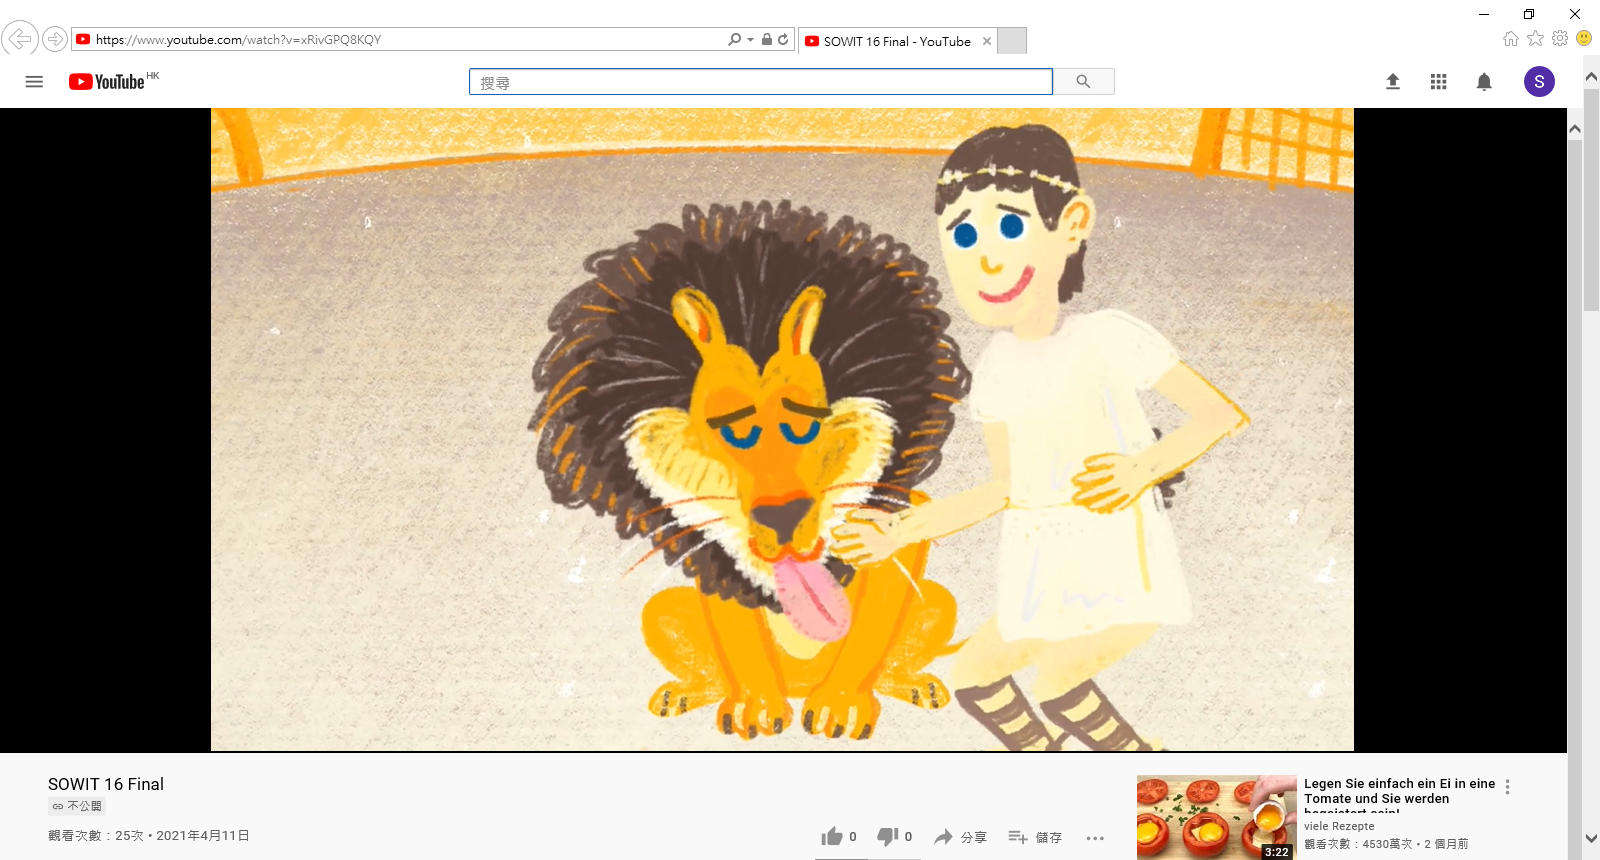 https://www.youtube.com/watch?v=xRivGPQ8KQY
SOWIT 16 Final - YouTube
YouTube HK
搜尋
S
SOWIT 16 Final
不公開
觀看次數：25次 • 2021年4月11日
0
0
分享
儲存
3:22
Legen Sie einfach ein Ei in eine
Tomate und Sie werden
begeistert sein!
viele Rezepte
觀看次數：4530萬次 • 2 個月前